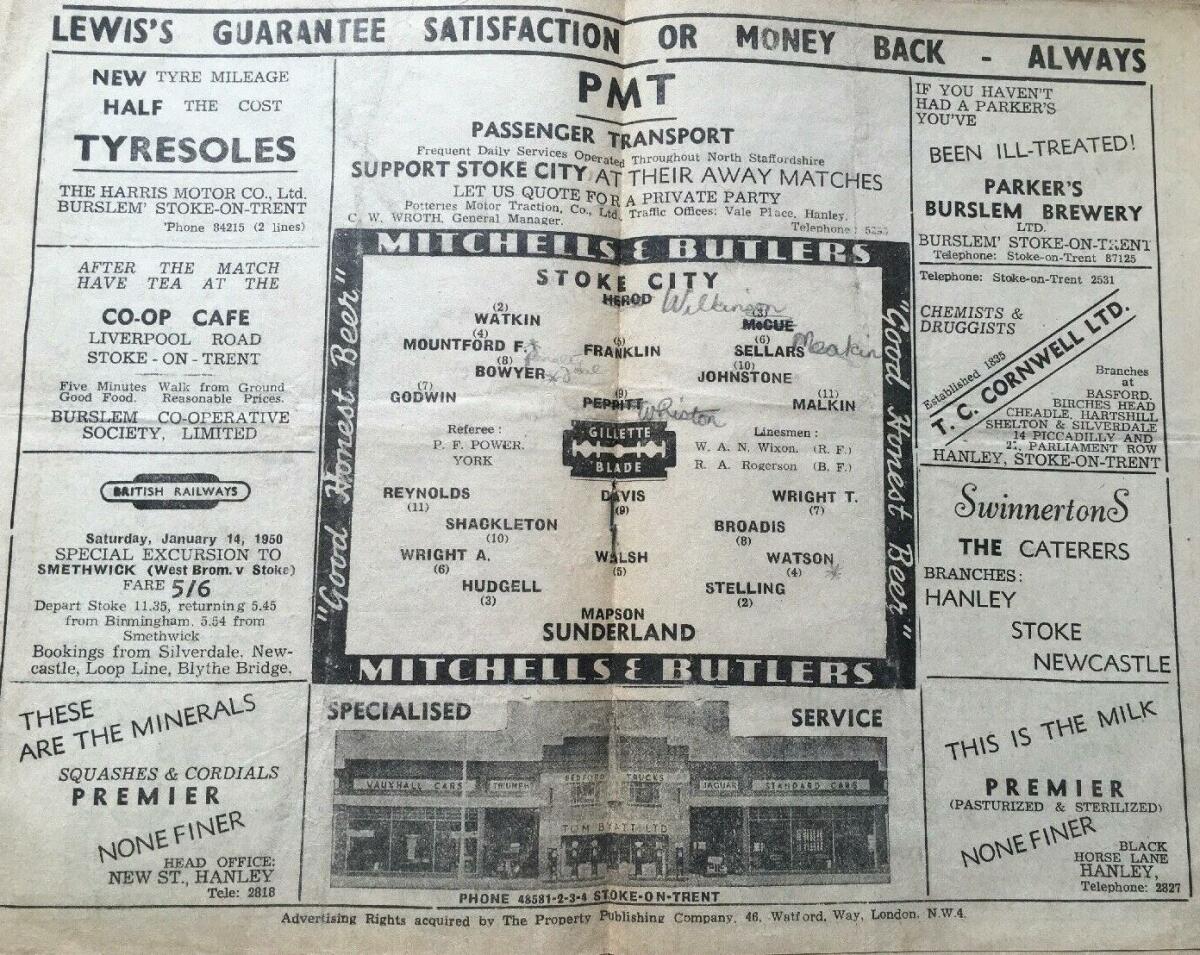 LEWIS'S GUARANTEE SATISFACTION OR MONEY BACK - ALWAYS
NEW TYRE MILEAGE
HALF THE COST
TYRESOLES
THE HARRIS MOTOR CO., Ltd.
BURSLEM' STOKE-ON-TRENT
'Phone 84215 (2 lines)
AFTER THE MATCH
HAVE TEA AT THE
CO-OP CAFE
LIVERPOOL ROAD
STOKE - ON - TRENT
Five Minutes Walk from Ground
Good Food. Reasonable Prices.
BURSLEM CO-OPERATIVE
SOCIETY, LIMITED
BRITISH RAILWAYS
Saturday, January 14, 1950
SPECIAL EXCURSION TO
SMETHWICK (West Brom. v Stoke)
FARE 5/6
Depart Stoke 11.35, returning 5.45
from Birmingham. 5.54 from
Smethwick
Bookings from Silverdale. New-
castle, Loop Line, Blythe Bridge.
THESE
ARE THE MINERALS
SQUASHES & CORDIALS
PREMIER
NONE FINER
HEAD OFFICE:
NEW ST., HANLEY
Tele: 2818
PMT
PASSENGER TRANSPORT
Frequent Daily Services Operated Throughout North Staffordshire
SUPPORT STOKE CITY AT THEIR AWAY MATCHES
LET US QUOTE FOR A PRIVATE PARTY
Potteries Motor Traction, Co., Ltd. Traffic Offices: Vale Place, Hanley.
C. W. WROTH, General Manager.
Telephone:
MITCHELLS & BUTLERS
"Good Honest Beer"
STOKE CITY
HEROD Wilkinson
(2) (3)
WATKIN McCUE
(4) (5) (6) Meakin
MOUNTFORD F. FRANKLIN SELLARS
(8) (10)
BOWYER JOHNSTONE
(7) (9) (11)
GODWIN PEPPITT Whiston MALKIN
Referee :
P. F. POWER.
YORK
GILLETTE
BLADE
Linesmen :
W. A. N. Wixon. (R. F.)
R. A. Rogerson (B. F.)
REYNOLDS DAVIS WRIGHT T.
(11) (9) (7)
SHACKLETON BROADIS
(10) (8)
WRIGHT A. WALSH WATSON
(6) (5) (4)
HUDGELL STELLING
(3) (2)
MAPSON
SUNDERLAND
"Good Honest Beer"
MITCHELLS & BUTLERS
SPECIALISED SERVICE
BEDFORD TRUCKS
VAUXHALL CARS TRIUMPH JAGUAR STANDARD CARS
TOM BYATT LTD
PHONE 48581-2-3-4 STOKE-ON-TRENT
IF YOU HAVEN'T
HAD A PARKER'S
YOU'VE
BEEN ILL-TREATED!
PARKER'S
BURSLEM BREWERY
LTD.
BURSLEM' STOKE-ON-TRENT
Telephone: Stoke-on-Trent 87125
Telephone: Stoke-on-Trent 2531
CHEMISTS &
DRUGGISTS
Established 1835
T. C. CORNWELL LTD.
Branches
at
BASFORD.
BIRCHES HEAD
CHEADLE, HARTSHILL
SHELTON & SILVERDALE
14 PICCADILLY AND
PARLIAMENT ROW
HANLEY, STOKE-ON-TRENT
SwinnertonS
THE CATERERS
BRANCHES:
HANLEY
STOKE
NEWCASTLE
THIS IS THE MILK
PREMIER
(PASTURIZED & STERILIZED)
NONE FINER
BLACK
HORSE LANE
HANLEY,
Telephone: 2827
Advertising Rights acquired by The Property Publishing Company. 46, Watford, Way, London. N.W.4.